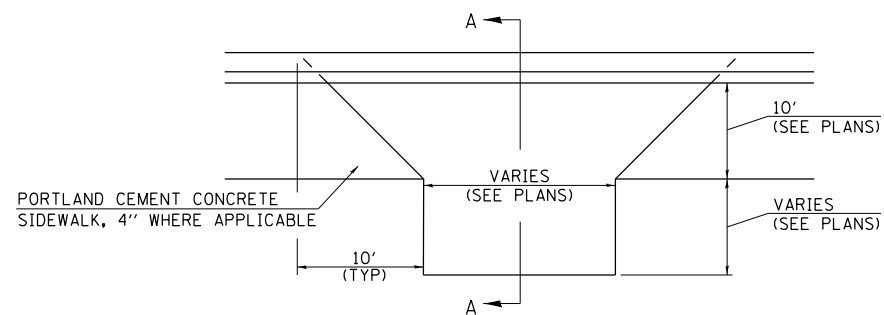 A
10'
(SEE PLANS)
VARIES
(SEE PLANS)
PORTLAND CEMENT CONCRETE
SIDEWALK, 4" WHERE APPLICABLE
VARIES
(SEE PLANS)
10'
(TYP)
A